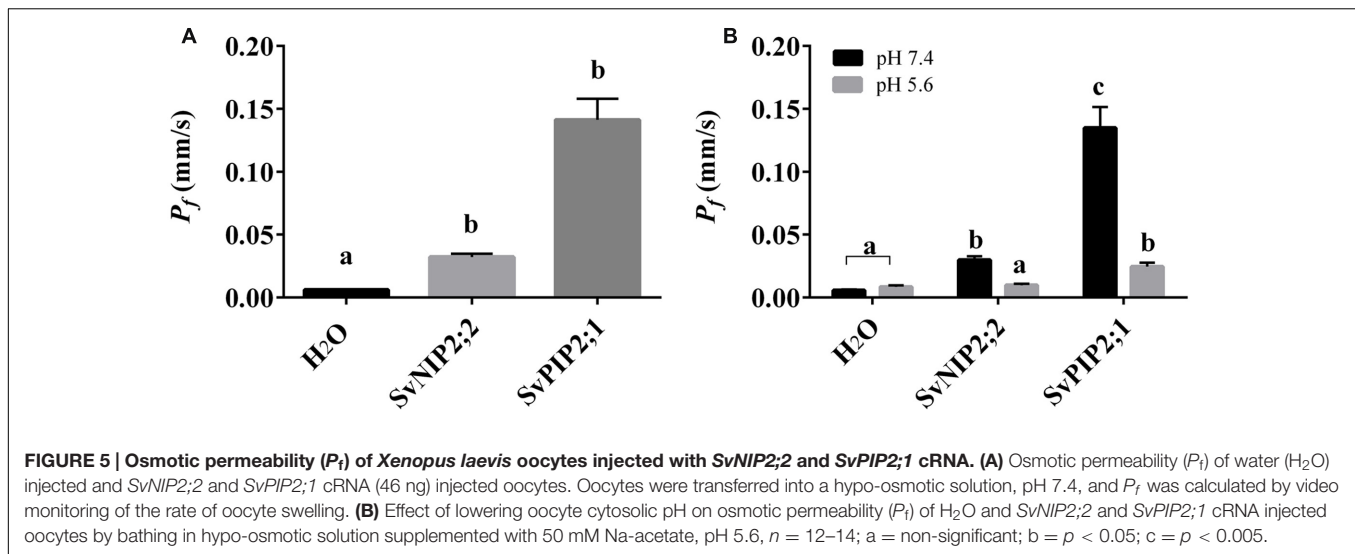 A
0.20
0.15
0.10
0.05
0.00
Pf (mm/s)
a
b
b
H2O
SvNIP2;2
SvPIP2;1
B
pH 7.4
pH 5.6
0.20
0.15
0.10
0.05
0.00
Pf (mm/s)
a
b
a
c
b
H2O
SvNIP2;2
SvPIP2;1
FIGURE 5 | Osmotic permeability (Pf) of Xenopus laevis oocytes injected with SvNIP2;2 and SvPIP2;1 cRNA. (A) Osmotic permeability (Pf) of water (H2O)
injected and SvNIP2;2 and SvPIP2;1 cRNA (46 ng) injected oocytes. Oocytes were transferred into a hypo-osmotic solution, pH 7.4, and Pf was calculated by video
monitoring of the rate of oocyte swelling. (B) Effect of lowering oocyte cytosolic pH on osmotic permeability (Pf) of H2O and SvNIP2;2 and SvPIP2;1 cRNA injected
oocytes by bathing in hypo-osmotic solution supplemented with 50 mM Na-acetate, pH 5.6, n = 12–14; a = non-significant; b = p < 0.05; c = p < 0.005.